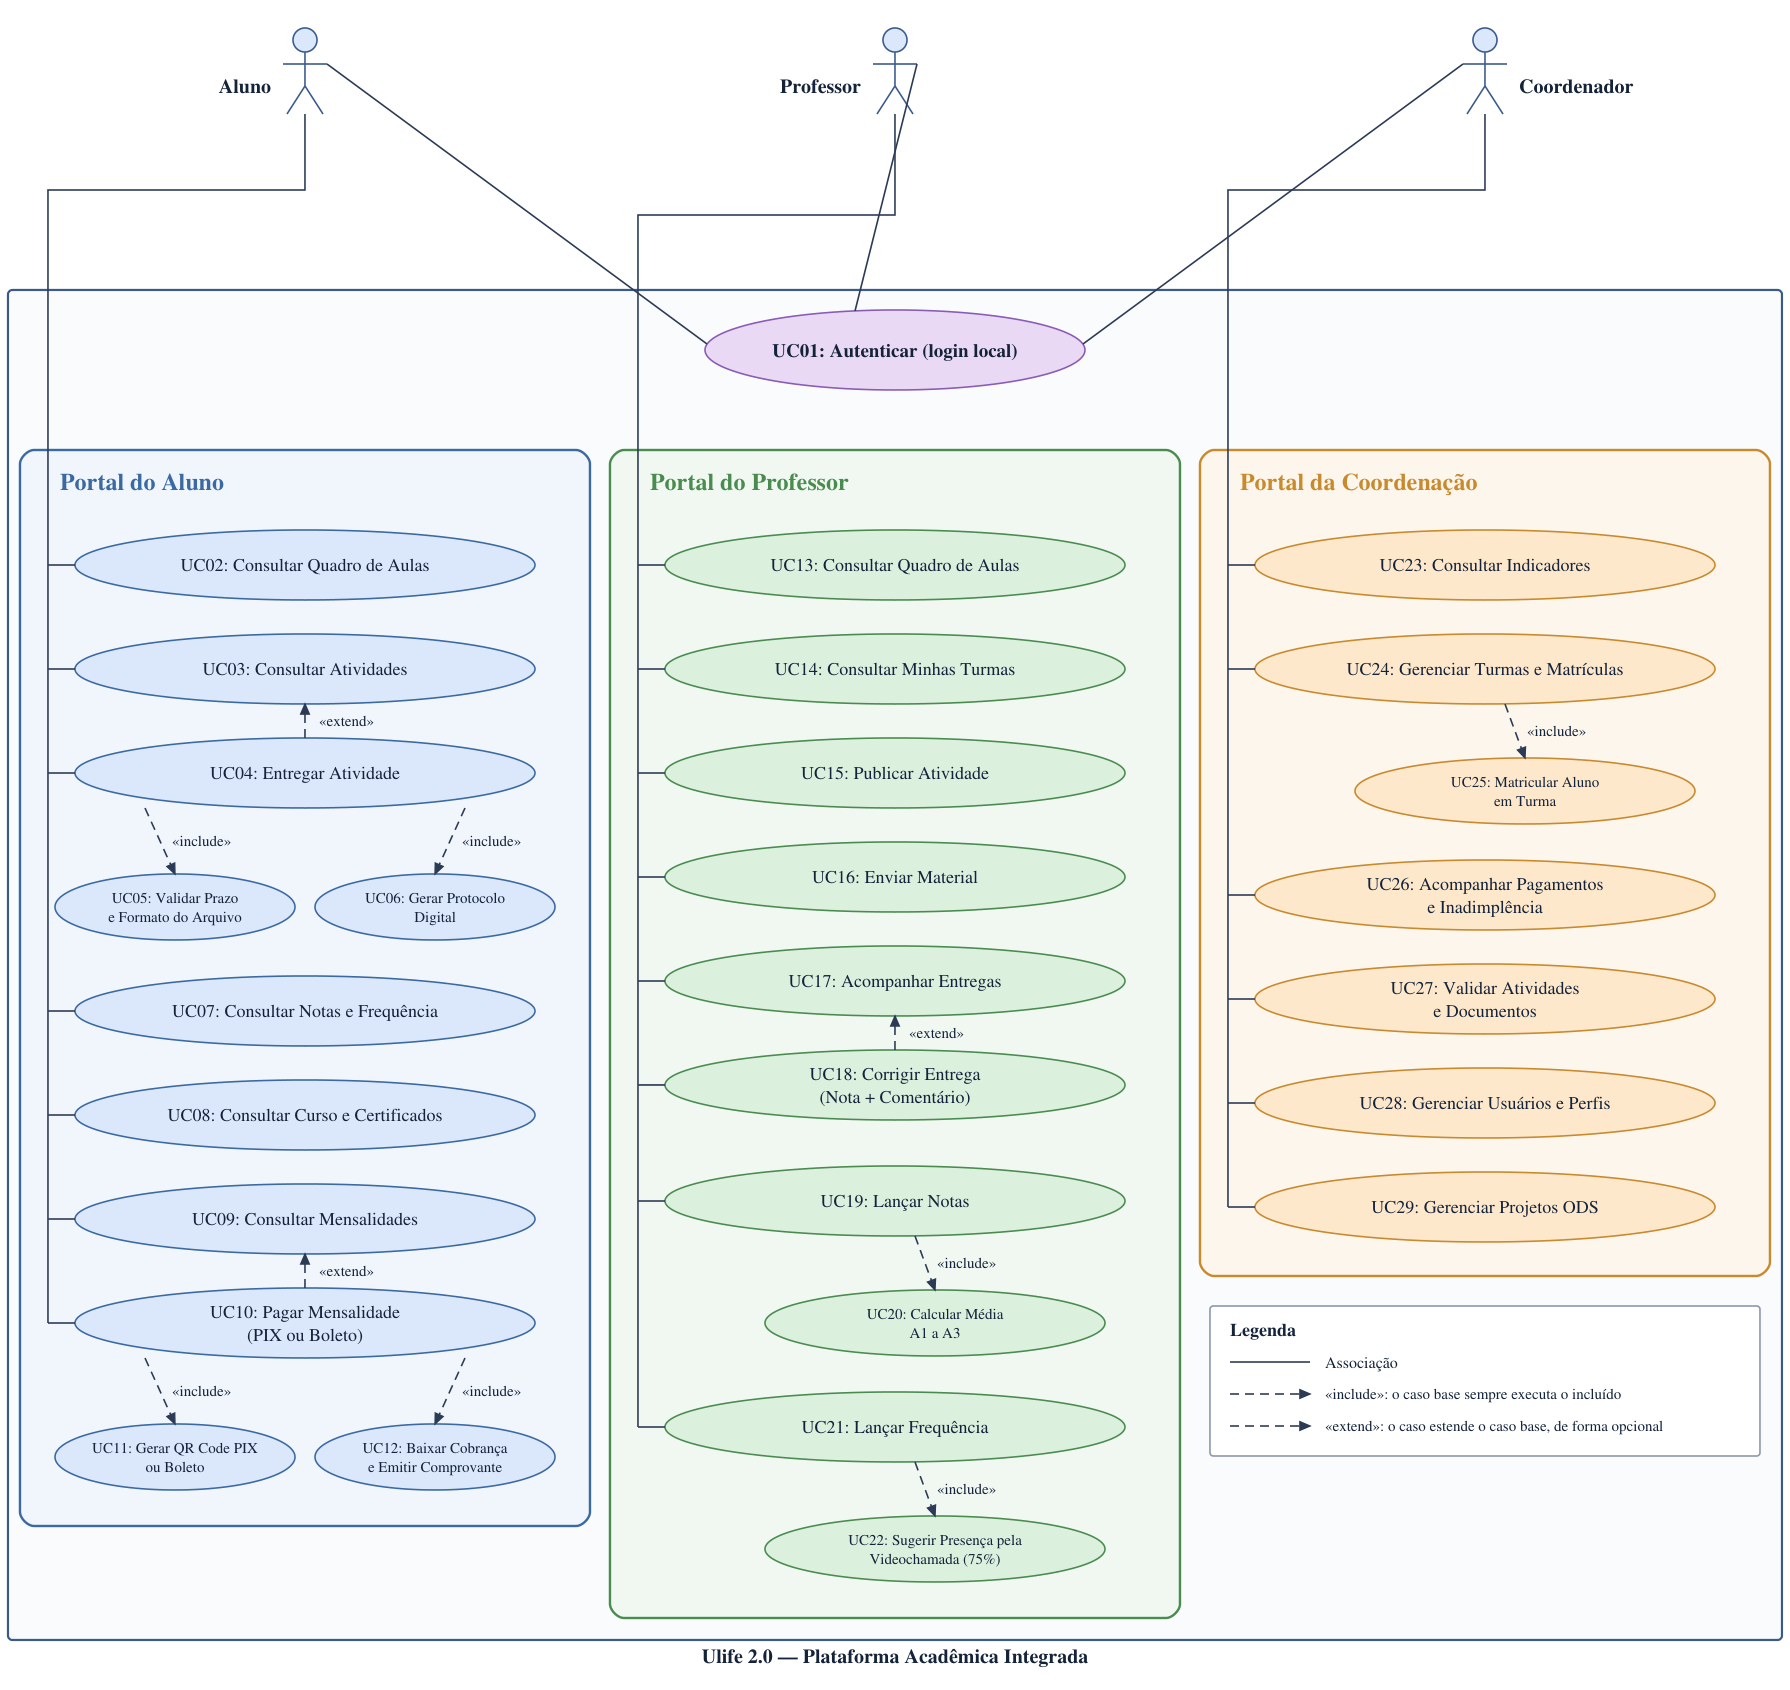 Aluno
Professor
Coordenador
UC01: Autenticar (login local)
Portal do Aluno
UC02: Consultar Quadro de Aulas
UC03: Consultar Atividades
«extend»
UC04: Entregar Atividade
«include»
«include»
UC05: Validar Prazo
e Formato do Arquivo
UC06: Gerar Protocolo
Digital
UC07: Consultar Notas e Frequência
UC08: Consultar Curso e Certificados
UC09: Consultar Mensalidades
«extend»
UC10: Pagar Mensalidade
(PIX ou Boleto)
«include»
«include»
UC11: Gerar QR Code PIX
ou Boleto
UC12: Baixar Cobrança
e Emitir Comprovante
Portal do Professor
UC13: Consultar Quadro de Aulas
UC14: Consultar Minhas Turmas
UC15: Publicar Atividade
UC16: Enviar Material
UC17: Acompanhar Entregas
«extend»
UC18: Corrigir Entrega
(Nota + Comentário)
UC19: Lançar Notas
«include»
UC20: Calcular Média
A1 a A3
UC21: Lançar Frequência
«include»
UC22: Sugerir Presença pela
Videochamada (75%)
Portal da Coordenação
UC23: Consultar Indicadores
UC24: Gerenciar Turmas e Matrículas
«include»
UC25: Matricular Aluno
em Turma
UC26: Acompanhar Pagamentos
e Inadimplência
UC27: Validar Atividades
e Documentos
UC28: Gerenciar Usuários e Perfis
UC29: Gerenciar Projetos ODS
Legenda
Associação
«include»: o caso base sempre executa o incluído
«extend»: o caso estende o caso base, de forma opcional
Ulife 2.0 — Plataforma Acadêmica Integrada